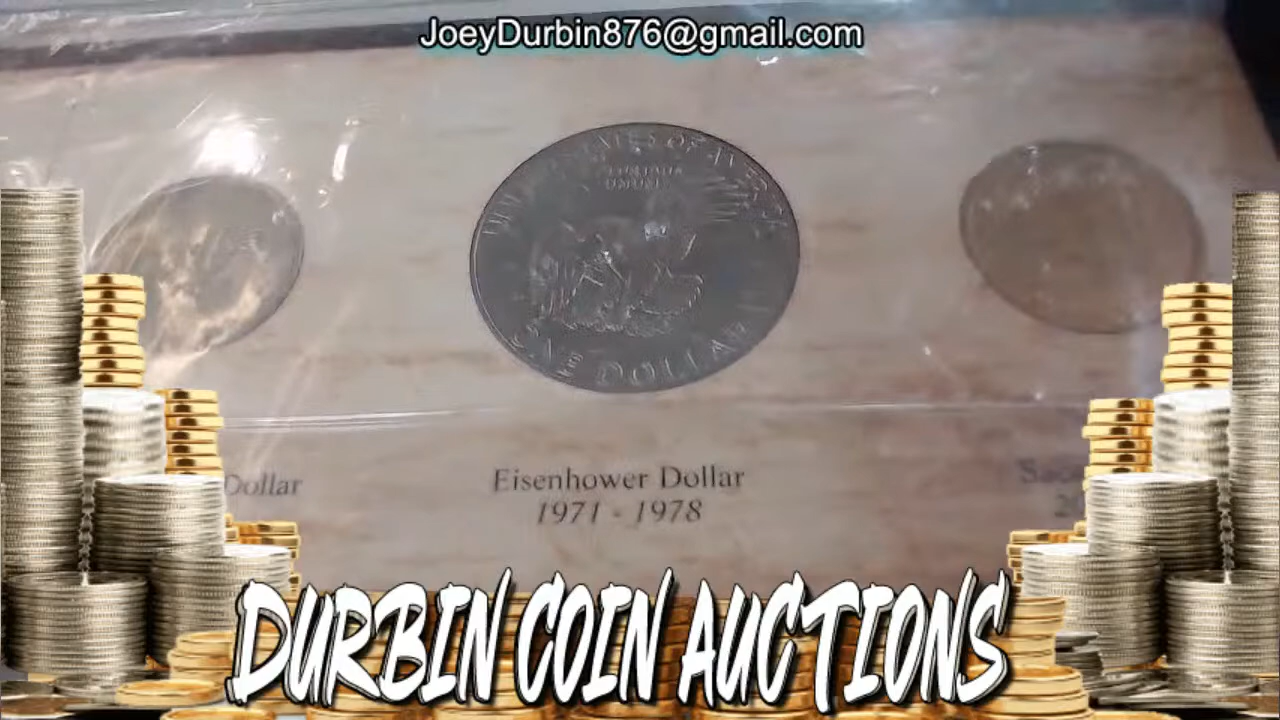 JoeyDurbin876@gmail.com
UNITED STATES OF AMERICA
ONE DOLLAR
Dollar
Eisenhower Dollar
1971 - 1978
DURBIN COIN AUCTIONS